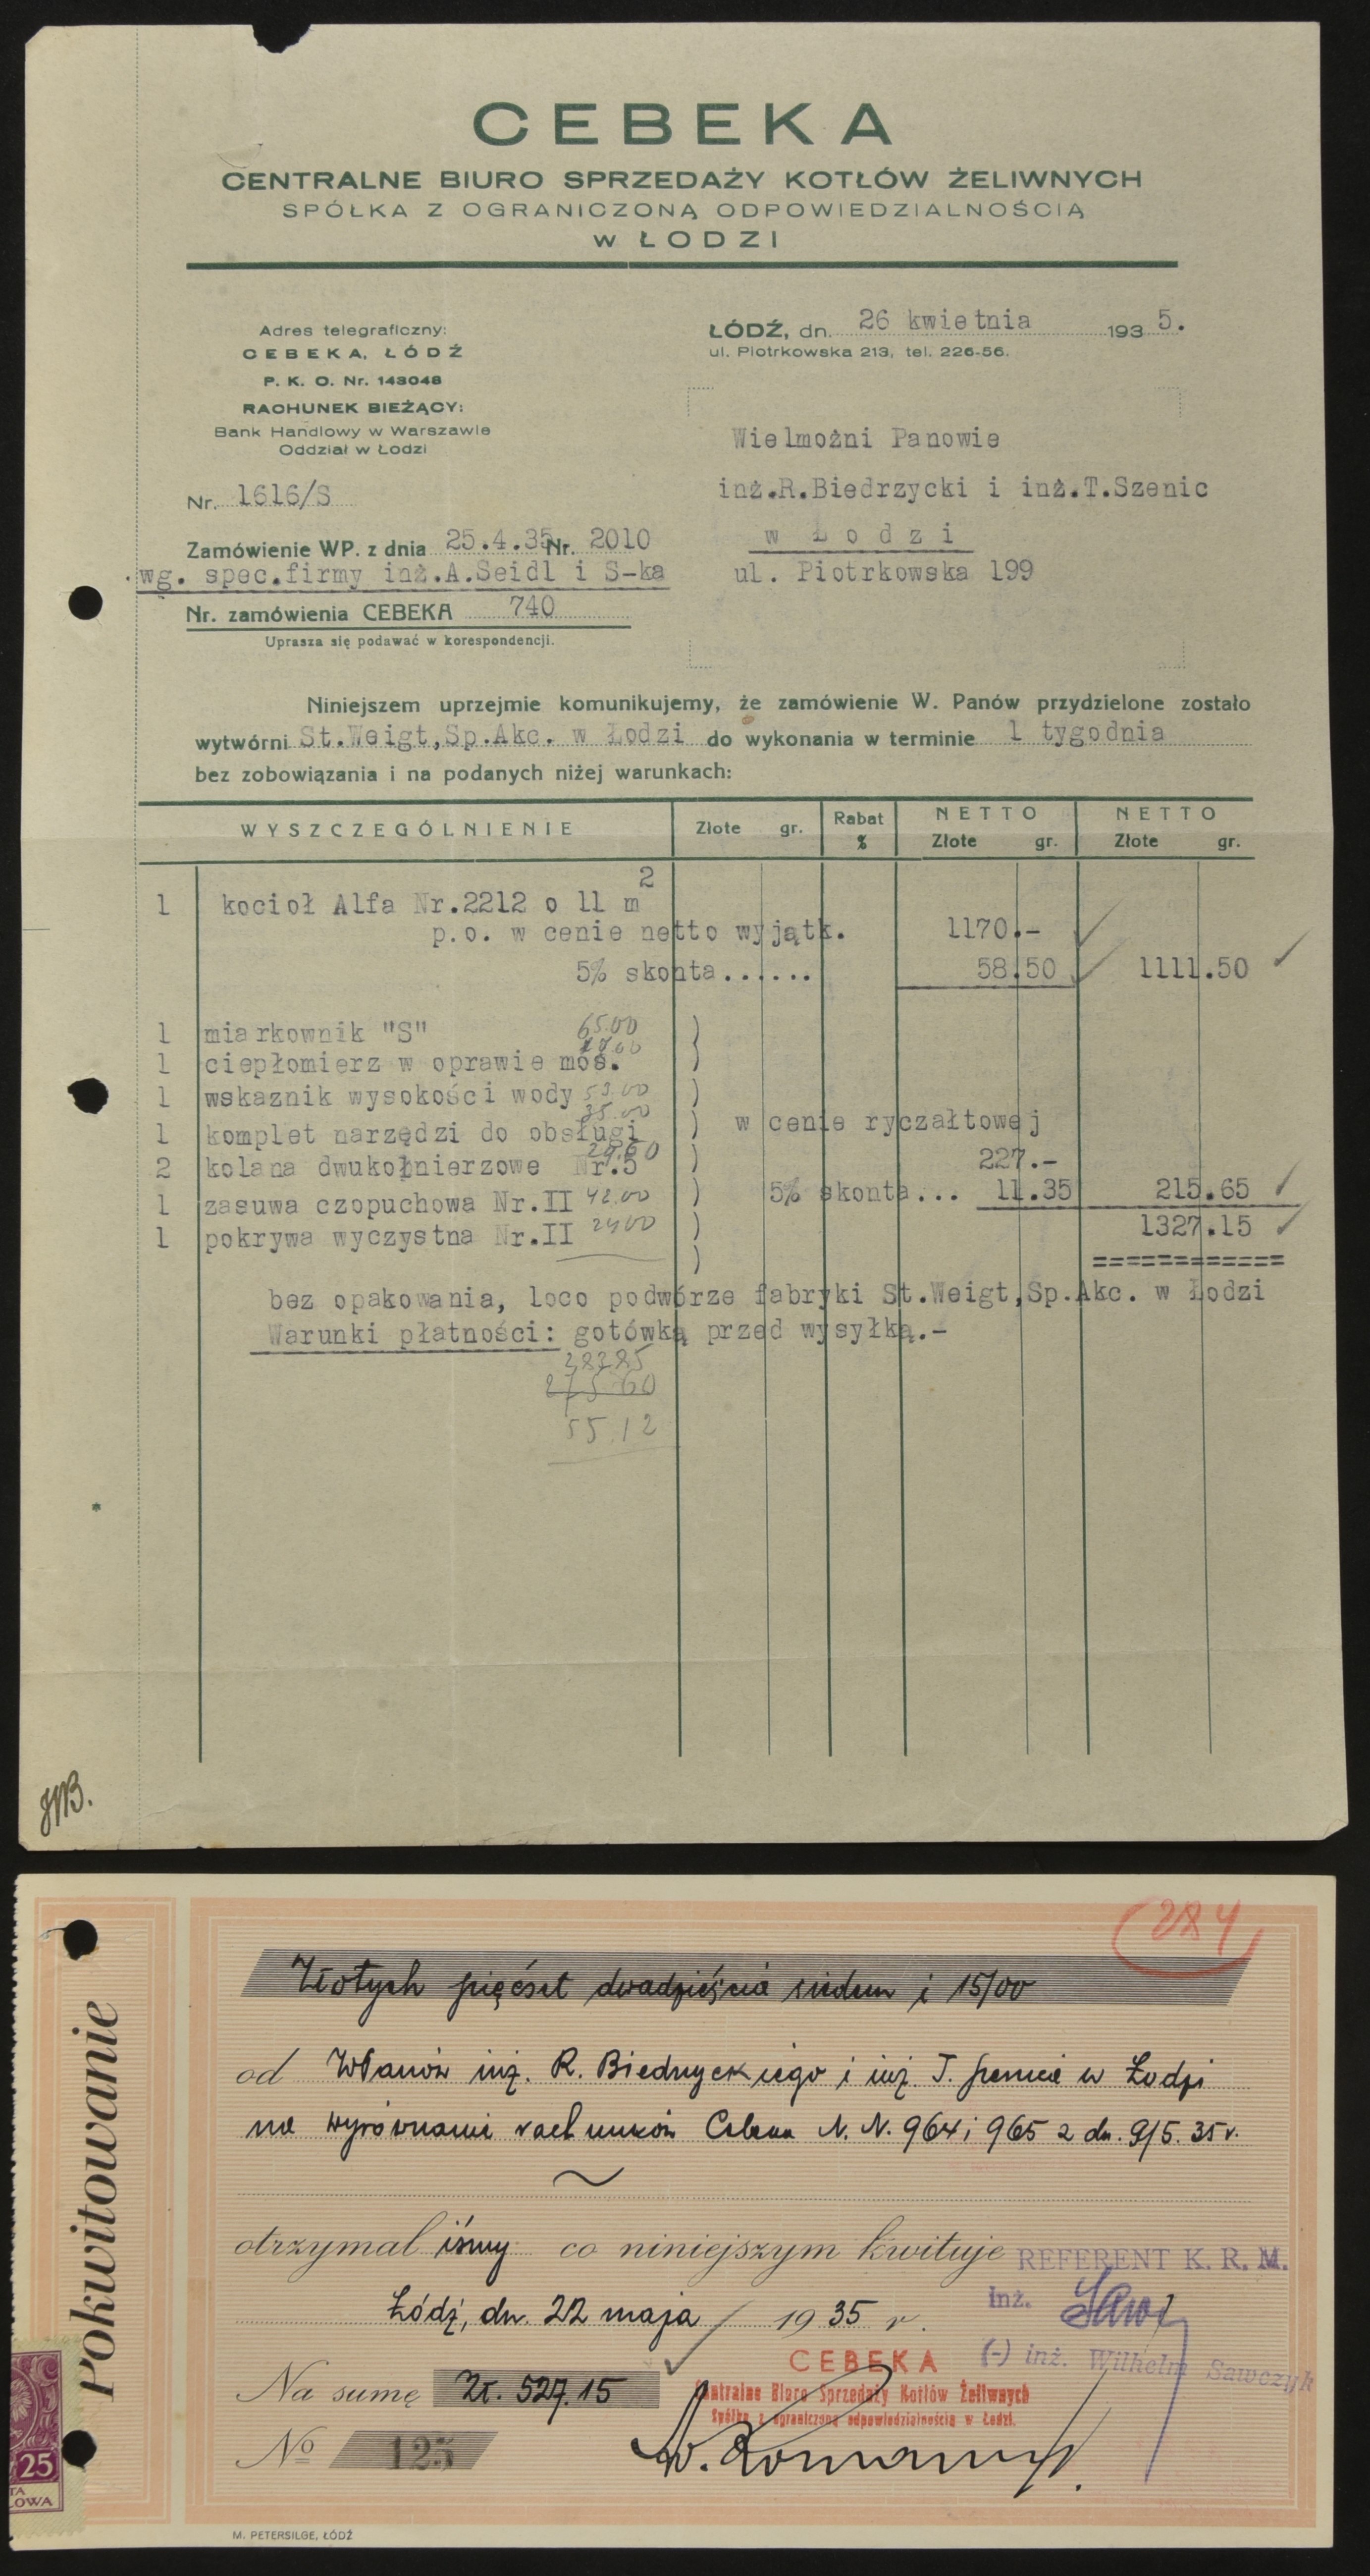 CEBEKA
CENTRALNE BIURO SPRZEDAŻY KOTŁÓW ŻELIWNYCH
SPÓŁKA Z OGRANICZONĄ ODPOWIEDZIALNOŚCIĄ
w ŁODZI
Adres telegraficzny:
CEBEKA, ŁÓDŹ
P. K. O. Nr. 143048
RACHUNEK BIEŻĄCY:
Bank Handlowy w Warszawie
Oddział w Łodzi
Nr. 1616/S
ŁÓDŹ, dn. 26 kwietnia 1935.
ul. Piotrkowska 213, tel. 226-56.
Wielmożni Panowie
inż.R.Biedrzycki i inż.T.Szenic
w Łodzi
ul. Piotrkowska 199
Zamówienie WP. z dnia 25.4.35 Nr. 2010
wg. spec.firmy inż.A.Seidl i S-ka
Nr. zamówienia CEBEKA 740
Uprasza się podawać w korespondencji.
Niniejszem uprzejmie komunikujemy, że zamówienie W. Panów przydzielone zostało
wytwórni St.Weigt,Sp.Akc. w Łodzi do wykonania w terminie 1 tygodnia
bez zobowiązania i na podanych niżej warunkach:
WYSZCZEGÓLNIENIE Złote gr. Rabat % NETTO Złote gr. NETTO Złote gr.
1 kocioł Alfa Nr.2212 o 11 m2
p.o. w cenie netto wyjątk. 1170.-
5% skonta...... 58.50 1111.50
1 miarkownik "S" 65.00 )
1 ciepłomierz w oprawie mos. )
1 wskaznik wysokości wody 53.00 )
1 komplet narzędzi do obsługi 35.00 ) w cenie ryczałtowej
2 kolana dwukołnierzowe Nr.5 ) 227.-
1 zasuwa czopuchowa Nr.II 42.00 ) 5% skonta... 11.35 215.65
1 pokrywa wyczystna Nr.II 24.00 ) 1327.15
) ============
bez opakowania, loco podwórze fabryki St.Weigt,Sp.Akc. w Łodzi
Warunki płatności: gotówką przed wysyłką.-
275.60
55.12
Pokwitowanie
284
Złotych pięćset dwadzieścia siedem i 15/00
od WPanów inż. R. Biedrzyckiego i inż. T. Szenica w Łodzi
na wyrównanie rachunków Cebeka N. N. 964 i 965 z dn. 9/5. 35 r.
otrzymaliśmy co niniejszym kwituje
REFERENT K. R. M.
Łódź, dn. 22 maja 1935 r.
Inż.
(-) inż. Wilhelm Sawczyk
Na sumę Zł. 527.15
CEBEKA
Centralne Biuro Sprzedaży Kotłów Żeliwnych
Spółka z ograniczoną odpowiedzialnością w Łodzi.
No 125
25
TA
LOWA
M. PETERSILGE, ŁÓDŹ